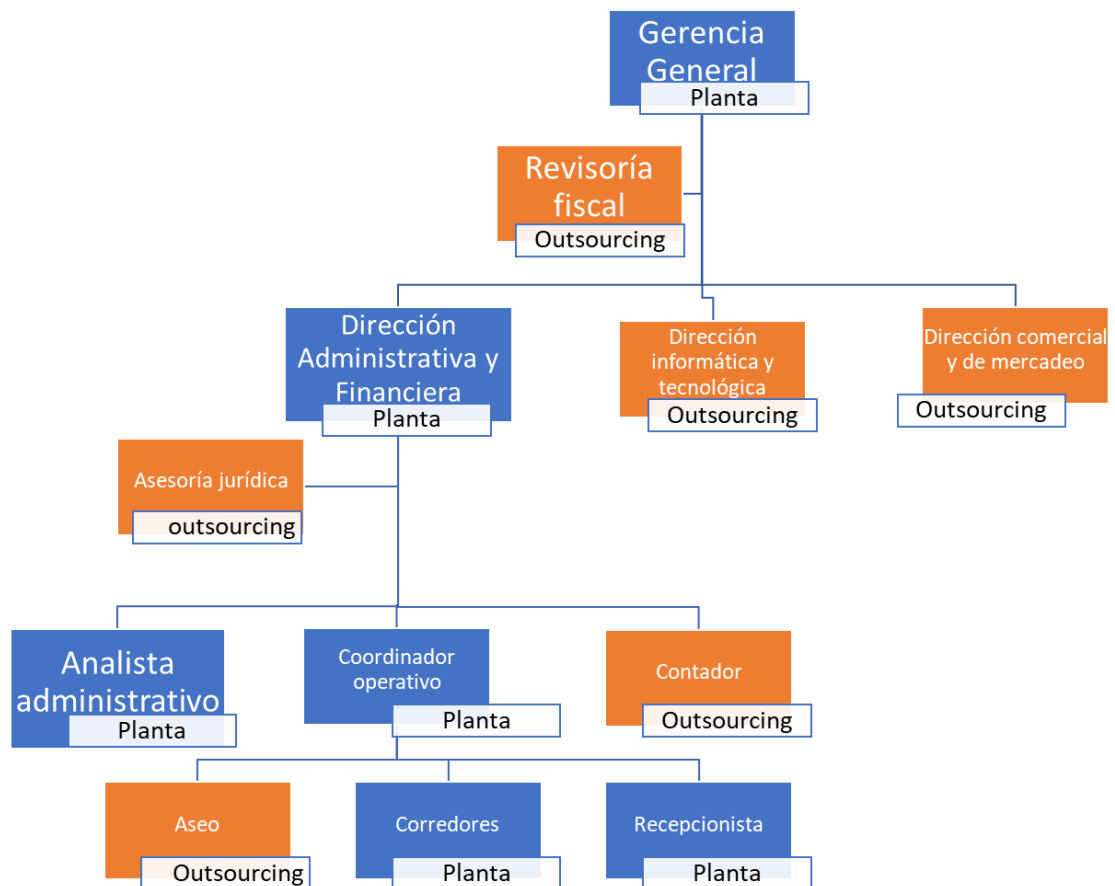 Gerencia
General
Planta
Revisoría
fiscal
Outsourcing
Dirección
Administrativa y
Financiera
Planta
Dirección
informática y
tecnológica
Outsourcing
Dirección comercial
y de mercadeo
Outsourcing
Asesoría jurídica
outsourcing
Analista
administrativo
Planta
Coordinador
operativo
Planta
Contador
Outsourcing
Aseo
Outsourcing
Corredores
Planta
Recepcionista
Planta